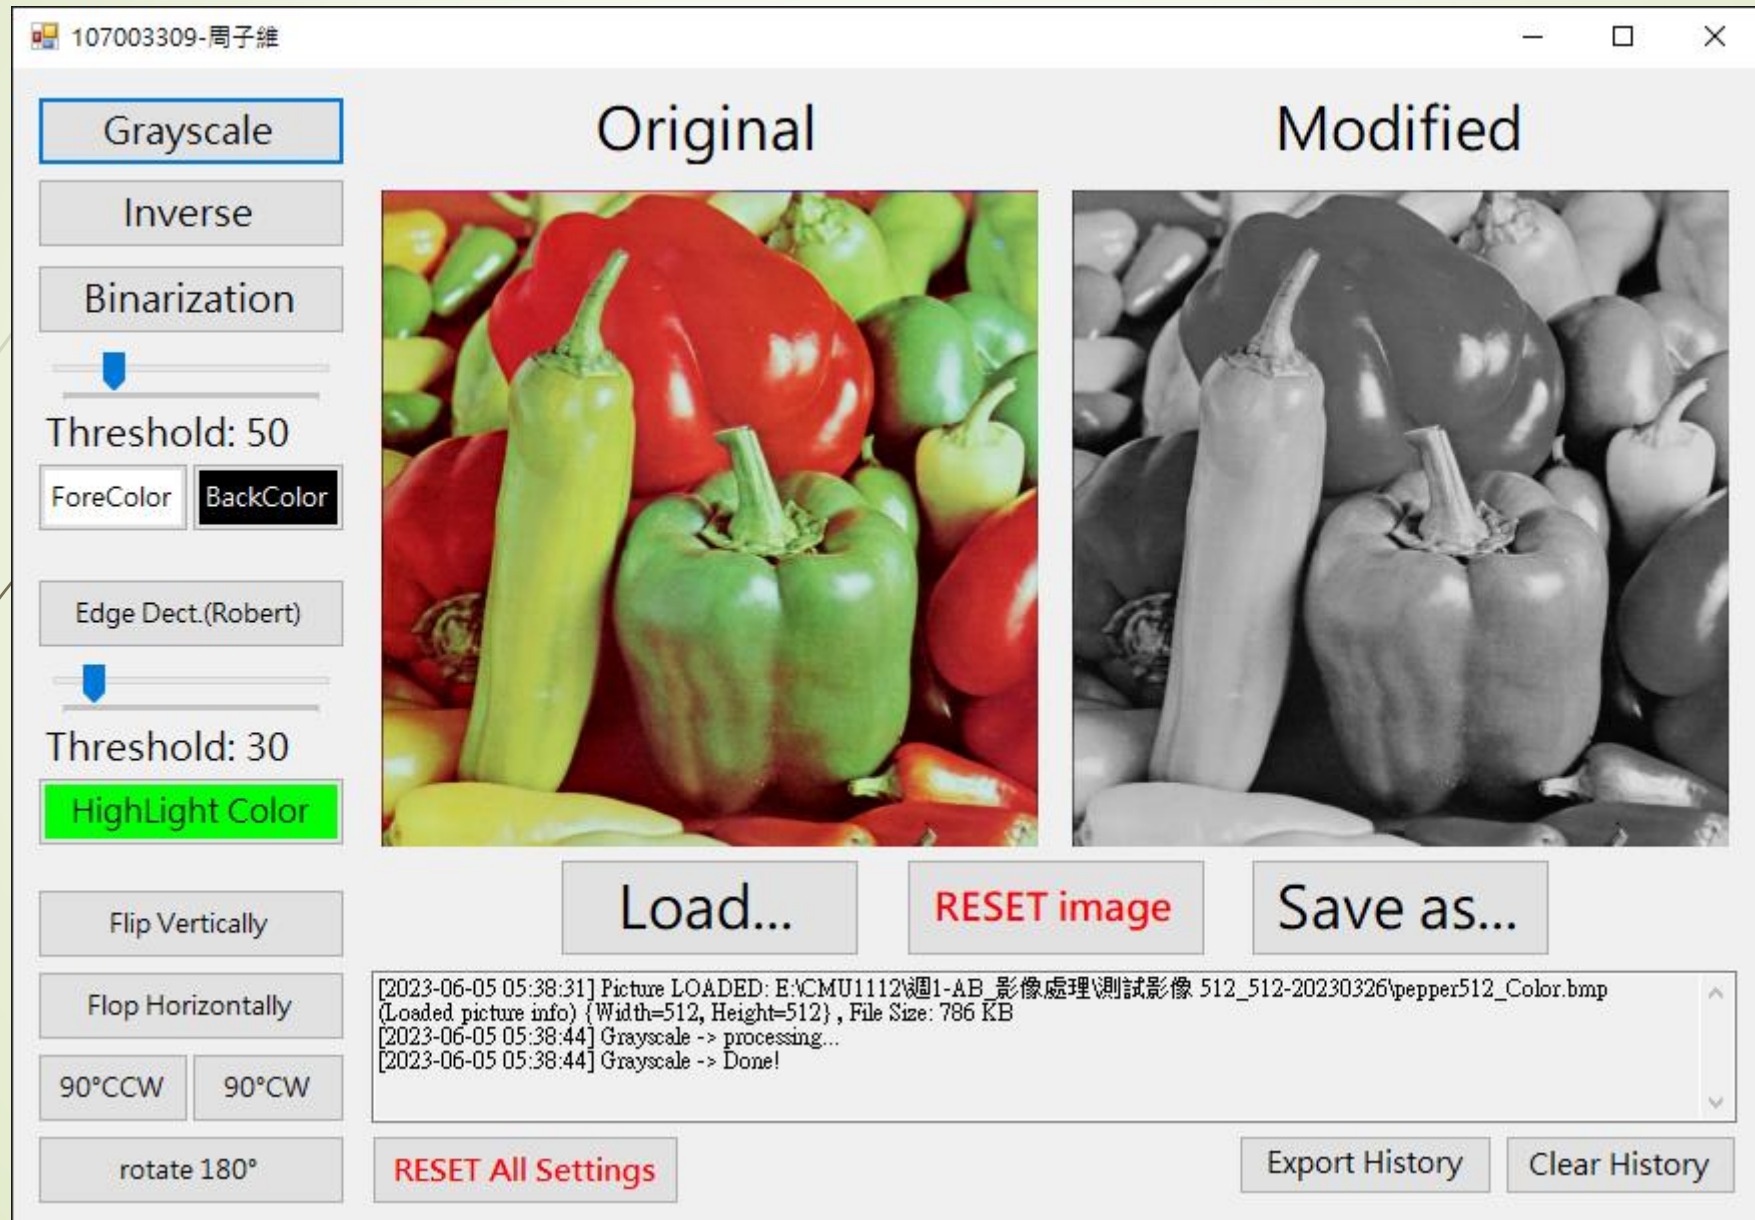 107003309-周子維
Grayscale
Inverse
Binarization
Threshold: 50
ForeColor BackColor
Edge Dect.(Robert)
Threshold: 30
HighLight Color
Flip Vertically
Flop Horizontally
90°CCW 90°CW
rotate 180°
Original Modified
Load... RESET image Save as...
[2023-06-05 05:38:31] Picture LOADED: E:\CMU1112\週1-AB_影像處理\測試影像 512_512-20230326\pepper512_Color.bmp
(Loaded picture info) {Width=512, Height=512} , File Size: 786 KB
[2023-06-05 05:38:44] Grayscale -> processing...
[2023-06-05 05:38:44] Grayscale -> Done!
RESET All Settings Export History Clear History